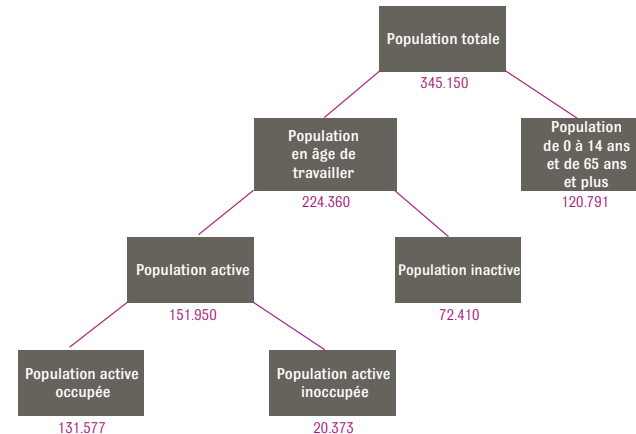 Population totale
345.150
Population
en âge de
travailler
224.360
Population
de 0 à 14 ans
et de 65 ans
et plus
120.791
Population active
151.950
Population inactive
72.410
Population active
occupée
131.577
Population active
inoccupée
20.373